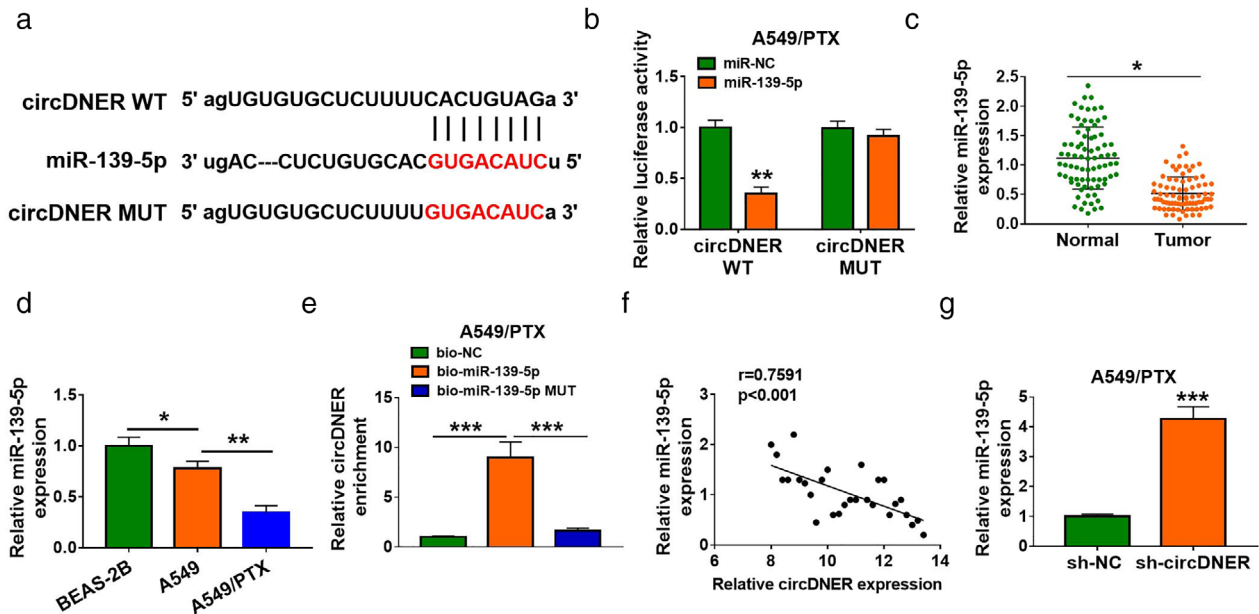 a
circDNER WT 5' agUGUGUGCUCUUUUCACUGUAGa 3'
miR-139-5p 3' ugAC---CUCUGUGCACGUGACAUCu 5'
circDNER MUT 5' agUGUGUGCUCUUUUGUGACAUCa 3'
b
A549/PTX
miR-NC
miR-139-5p
Relative luciferase activity
1.5
1.0
0.5
0.0
**
circDNER WT
circDNER MUT
c
Relative miR-139-5p expression
2.5
2.0
1.5
1.0
0.5
0.0
*
Normal Tumor
d
Relative miR-139-5p expression
1.5
1.0
0.5
0.0
* **
BEAS-2B A549 A549/PTX
e
A549/PTX
bio-NC
bio-miR-139-5p
bio-miR-139-5p MUT
Relative circDNER enrichment
15
10
5
0
*** ***
f
r=0.7591
p<0.001
Relative miR-139-5p expression
3
2
1
0
6 8 10 12 14
Relative circDNER expression
g
A549/PTX
Relative miR-139-5p expression
5
4
3
2
1
0
***
sh-NC sh-circDNER